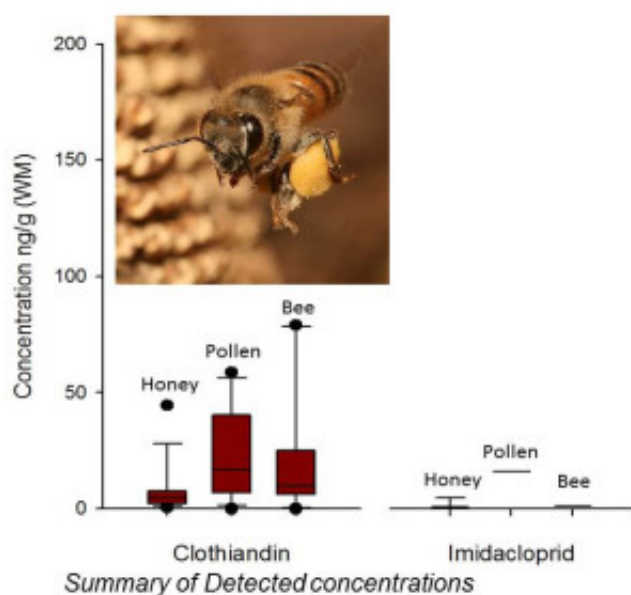 200
150
100
50
0
Concentration ng/g (WM)
Honey
Pollen
Bee
Honey
Pollen
Bee
Clothiandin
Imidacloprid
Summary of Detected concentrations